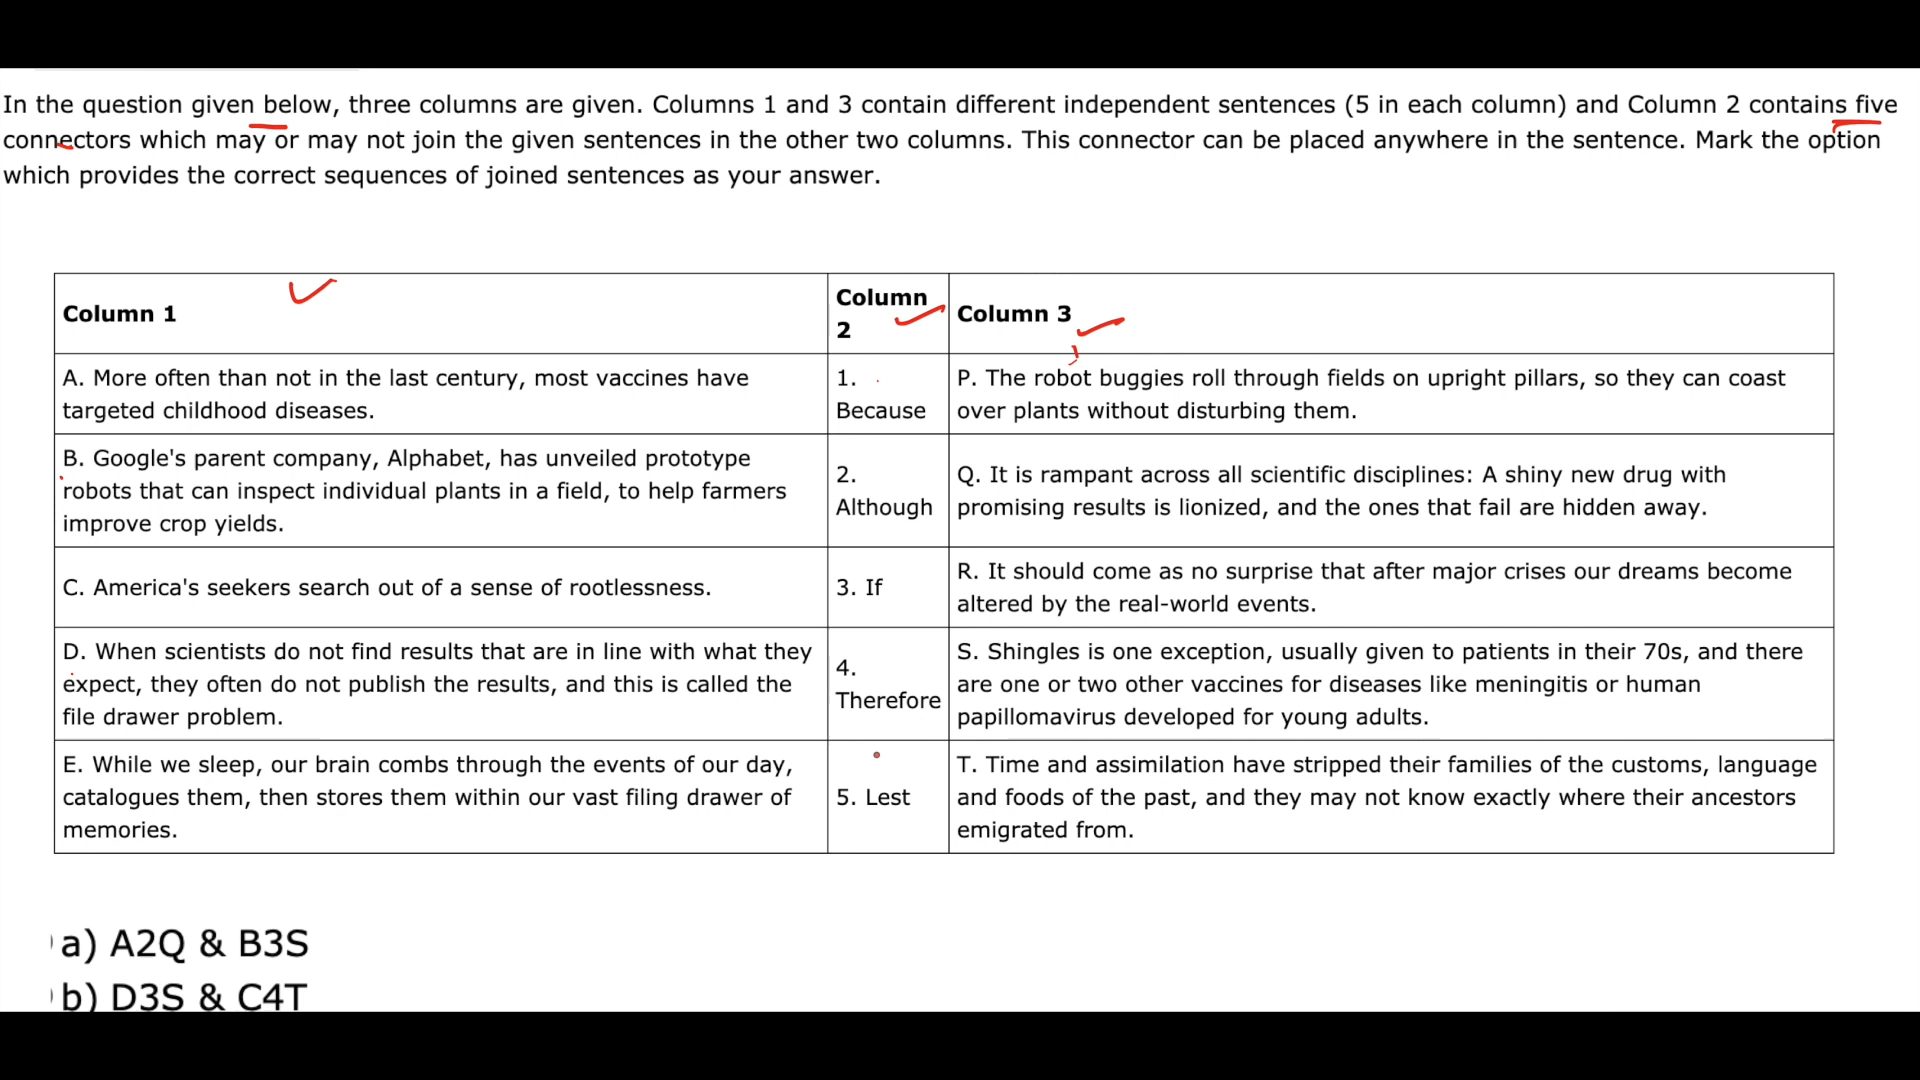 In the question given below, three columns are given. Columns 1 and 3 contain different independent sentences (5 in each column) and Column 2 contains five
connectors which may or may not join the given sentences in the other two columns. This connector can be placed anywhere in the sentence. Mark the option
which provides the correct sequences of joined sentences as your answer.
Column 1
Column
2
Column 3
A. More often than not in the last century, most vaccines have
targeted childhood diseases.
1.
Because
P. The robot buggies roll through fields on upright pillars, so they can coast
over plants without disturbing them.
B. Google's parent company, Alphabet, has unveiled prototype
robots that can inspect individual plants in a field, to help farmers
improve crop yields.
2.
Although
Q. It is rampant across all scientific disciplines: A shiny new drug with
promising results is lionized, and the ones that fail are hidden away.
C. America's seekers search out of a sense of rootlessness.
3. If
R. It should come as no surprise that after major crises our dreams become
altered by the real-world events.
D. When scientists do not find results that are in line with what they
expect, they often do not publish the results, and this is called the
file drawer problem.
4.
Therefore
S. Shingles is one exception, usually given to patients in their 70s, and there
are one or two other vaccines for diseases like meningitis or human
papillomavirus developed for young adults.
E. While we sleep, our brain combs through the events of our day,
catalogues them, then stores them within our vast filing drawer of
memories.
5. Lest
T. Time and assimilation have stripped their families of the customs, language
and foods of the past, and they may not know exactly where their ancestors
emigrated from.
a) A2Q & B3S
b) D3S & C4T